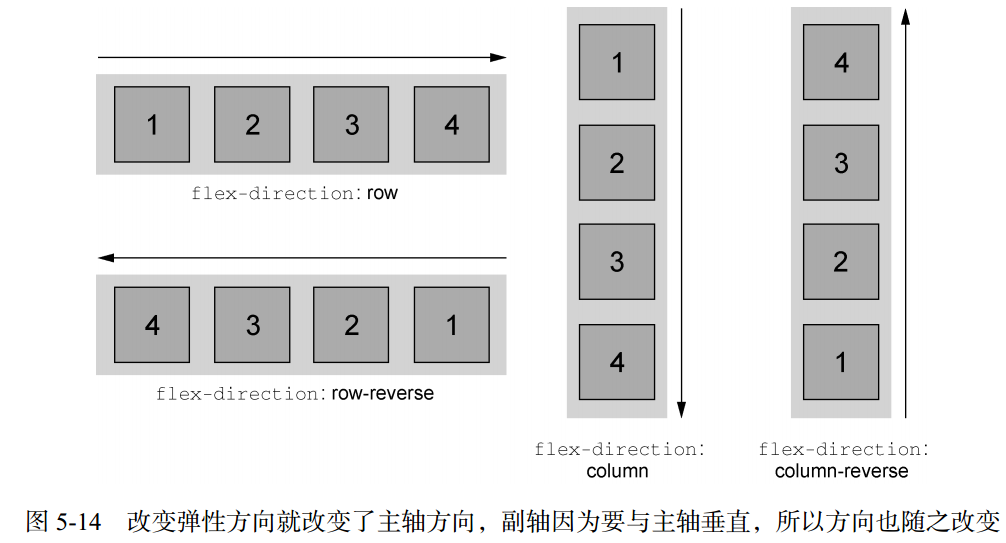 1 2 3 4
flex-direction: row
4 3 2 1
flex-direction: row-reverse
1
2
3
4
flex-direction:
column
4
3
2
1
flex-direction:
column-reverse
图 5-14 改变弹性方向就改变了主轴方向，副轴因为要与主轴垂直，所以方向也随之改变